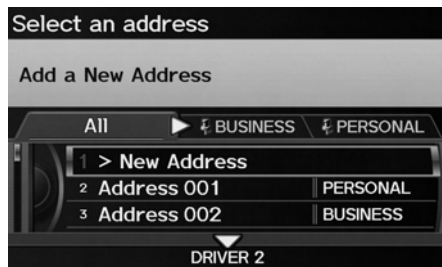 Select an address
Add a New Address
All BUSINESS PERSONAL
1 > New Address
2 Address 001 PERSONAL
3 Address 002 BUSINESS
DRIVER 2